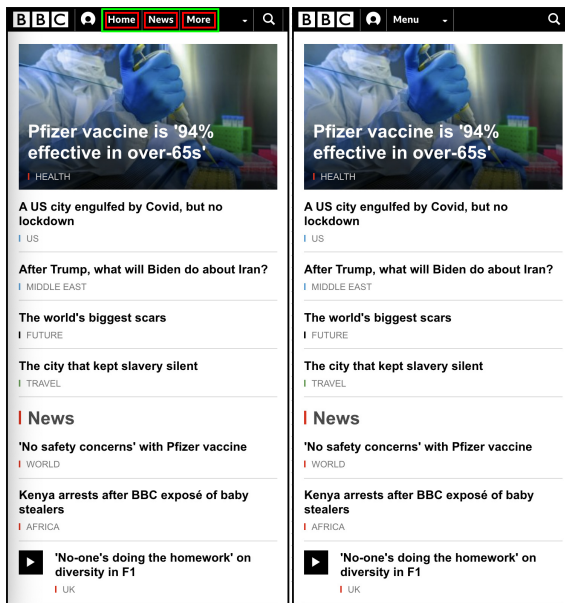 BBC Home News More
Pfizer vaccine is '94%
effective in over-65s'
HEALTH
A US city engulfed by Covid, but no
lockdown
US
After Trump, what will Biden do about Iran?
MIDDLE EAST
The world's biggest scars
FUTURE
The city that kept slavery silent
TRAVEL
News
'No safety concerns' with Pfizer vaccine
WORLD
Kenya arrests after BBC exposé of baby
stealers
AFRICA
'No-one's doing the homework' on
diversity in F1
UK
BBC Menu
Pfizer vaccine is '94%
effective in over-65s'
HEALTH
A US city engulfed by Covid, but no
lockdown
US
After Trump, what will Biden do about Iran?
MIDDLE EAST
The world's biggest scars
FUTURE
The city that kept slavery silent
TRAVEL
News
'No safety concerns' with Pfizer vaccine
WORLD
Kenya arrests after BBC exposé of baby
stealers
AFRICA
'No-one's doing the homework' on
diversity in F1
UK